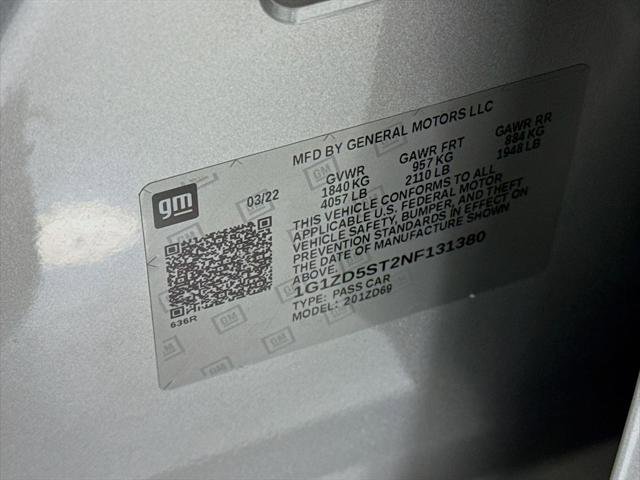 MFD BY GENERAL MOTORS LLC
gm
03/22
GVWR GAWR FRT GAWR RR
1840 KG 957 KG 884 KG
4057 LB 2110 LB 1948 LB
THIS VEHICLE CONFORMS TO ALL
APPLICABLE U.S. FEDERAL MOTOR
VEHICLE SAFETY, BUMPER, AND THEFT
PREVENTION STANDARDS IN EFFECT ON
THE DATE OF MANUFACTURE SHOWN
ABOVE.
1G1ZD5ST2NF131380
TYPE: PASS CAR
MODEL: 201ZD69
636R